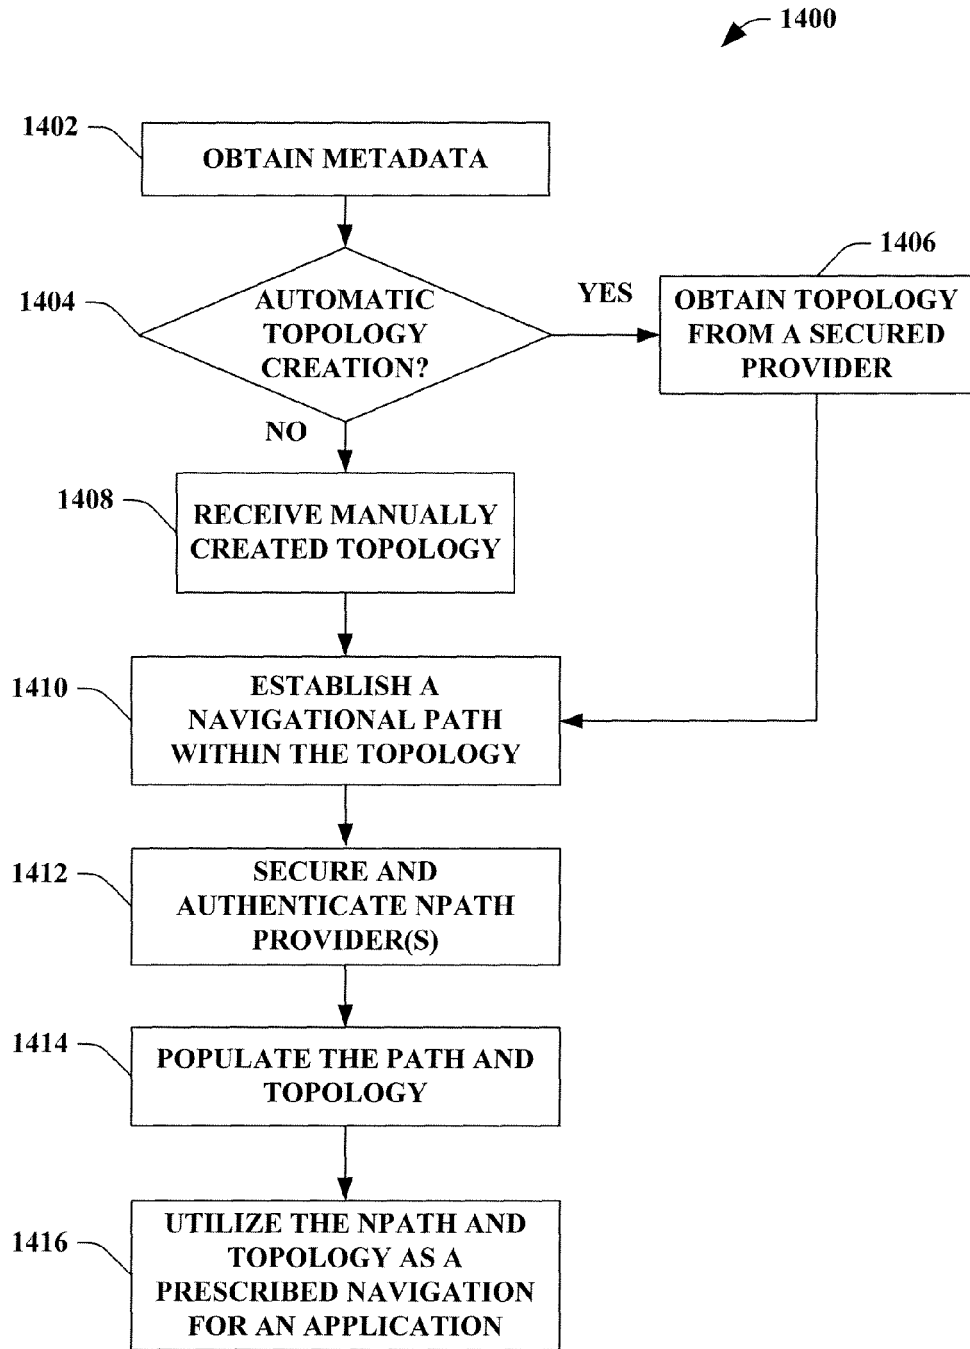 1400
1402
OBTAIN METADATA
1404
AUTOMATIC
TOPOLOGY
CREATION?
YES
1406
OBTAIN TOPOLOGY
FROM A SECURED
PROVIDER
NO
1408
RECEIVE MANUALLY
CREATED TOPOLOGY
1410
ESTABLISH A
NAVIGATIONAL PATH
WITHIN THE TOPOLOGY
1412
SECURE AND
AUTHENTICATE NPATH
PROVIDER(S)
1414
POPULATE THE PATH AND
TOPOLOGY
1416
UTILIZE THE NPATH AND
TOPOLOGY AS A
PRESCRIBED NAVIGATION
FOR AN APPLICATION